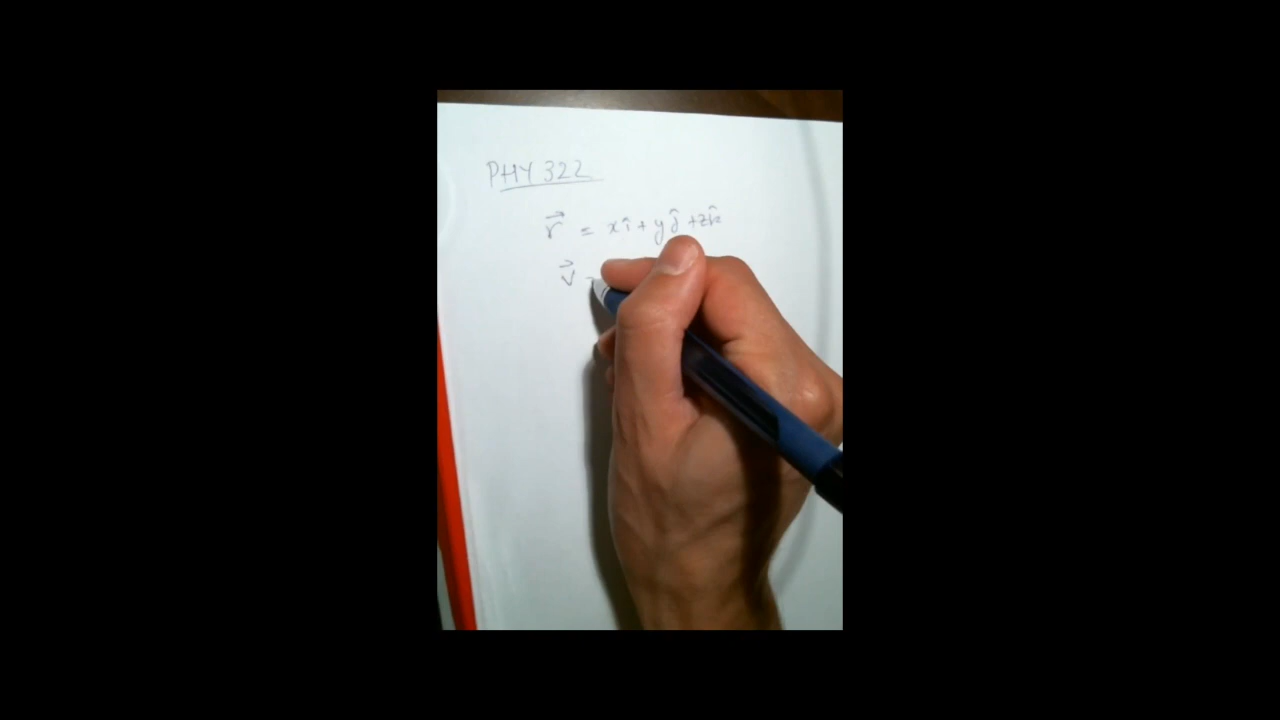 PHY 322
r⃗ = xî + yĵ + zk̂
v⃗ =